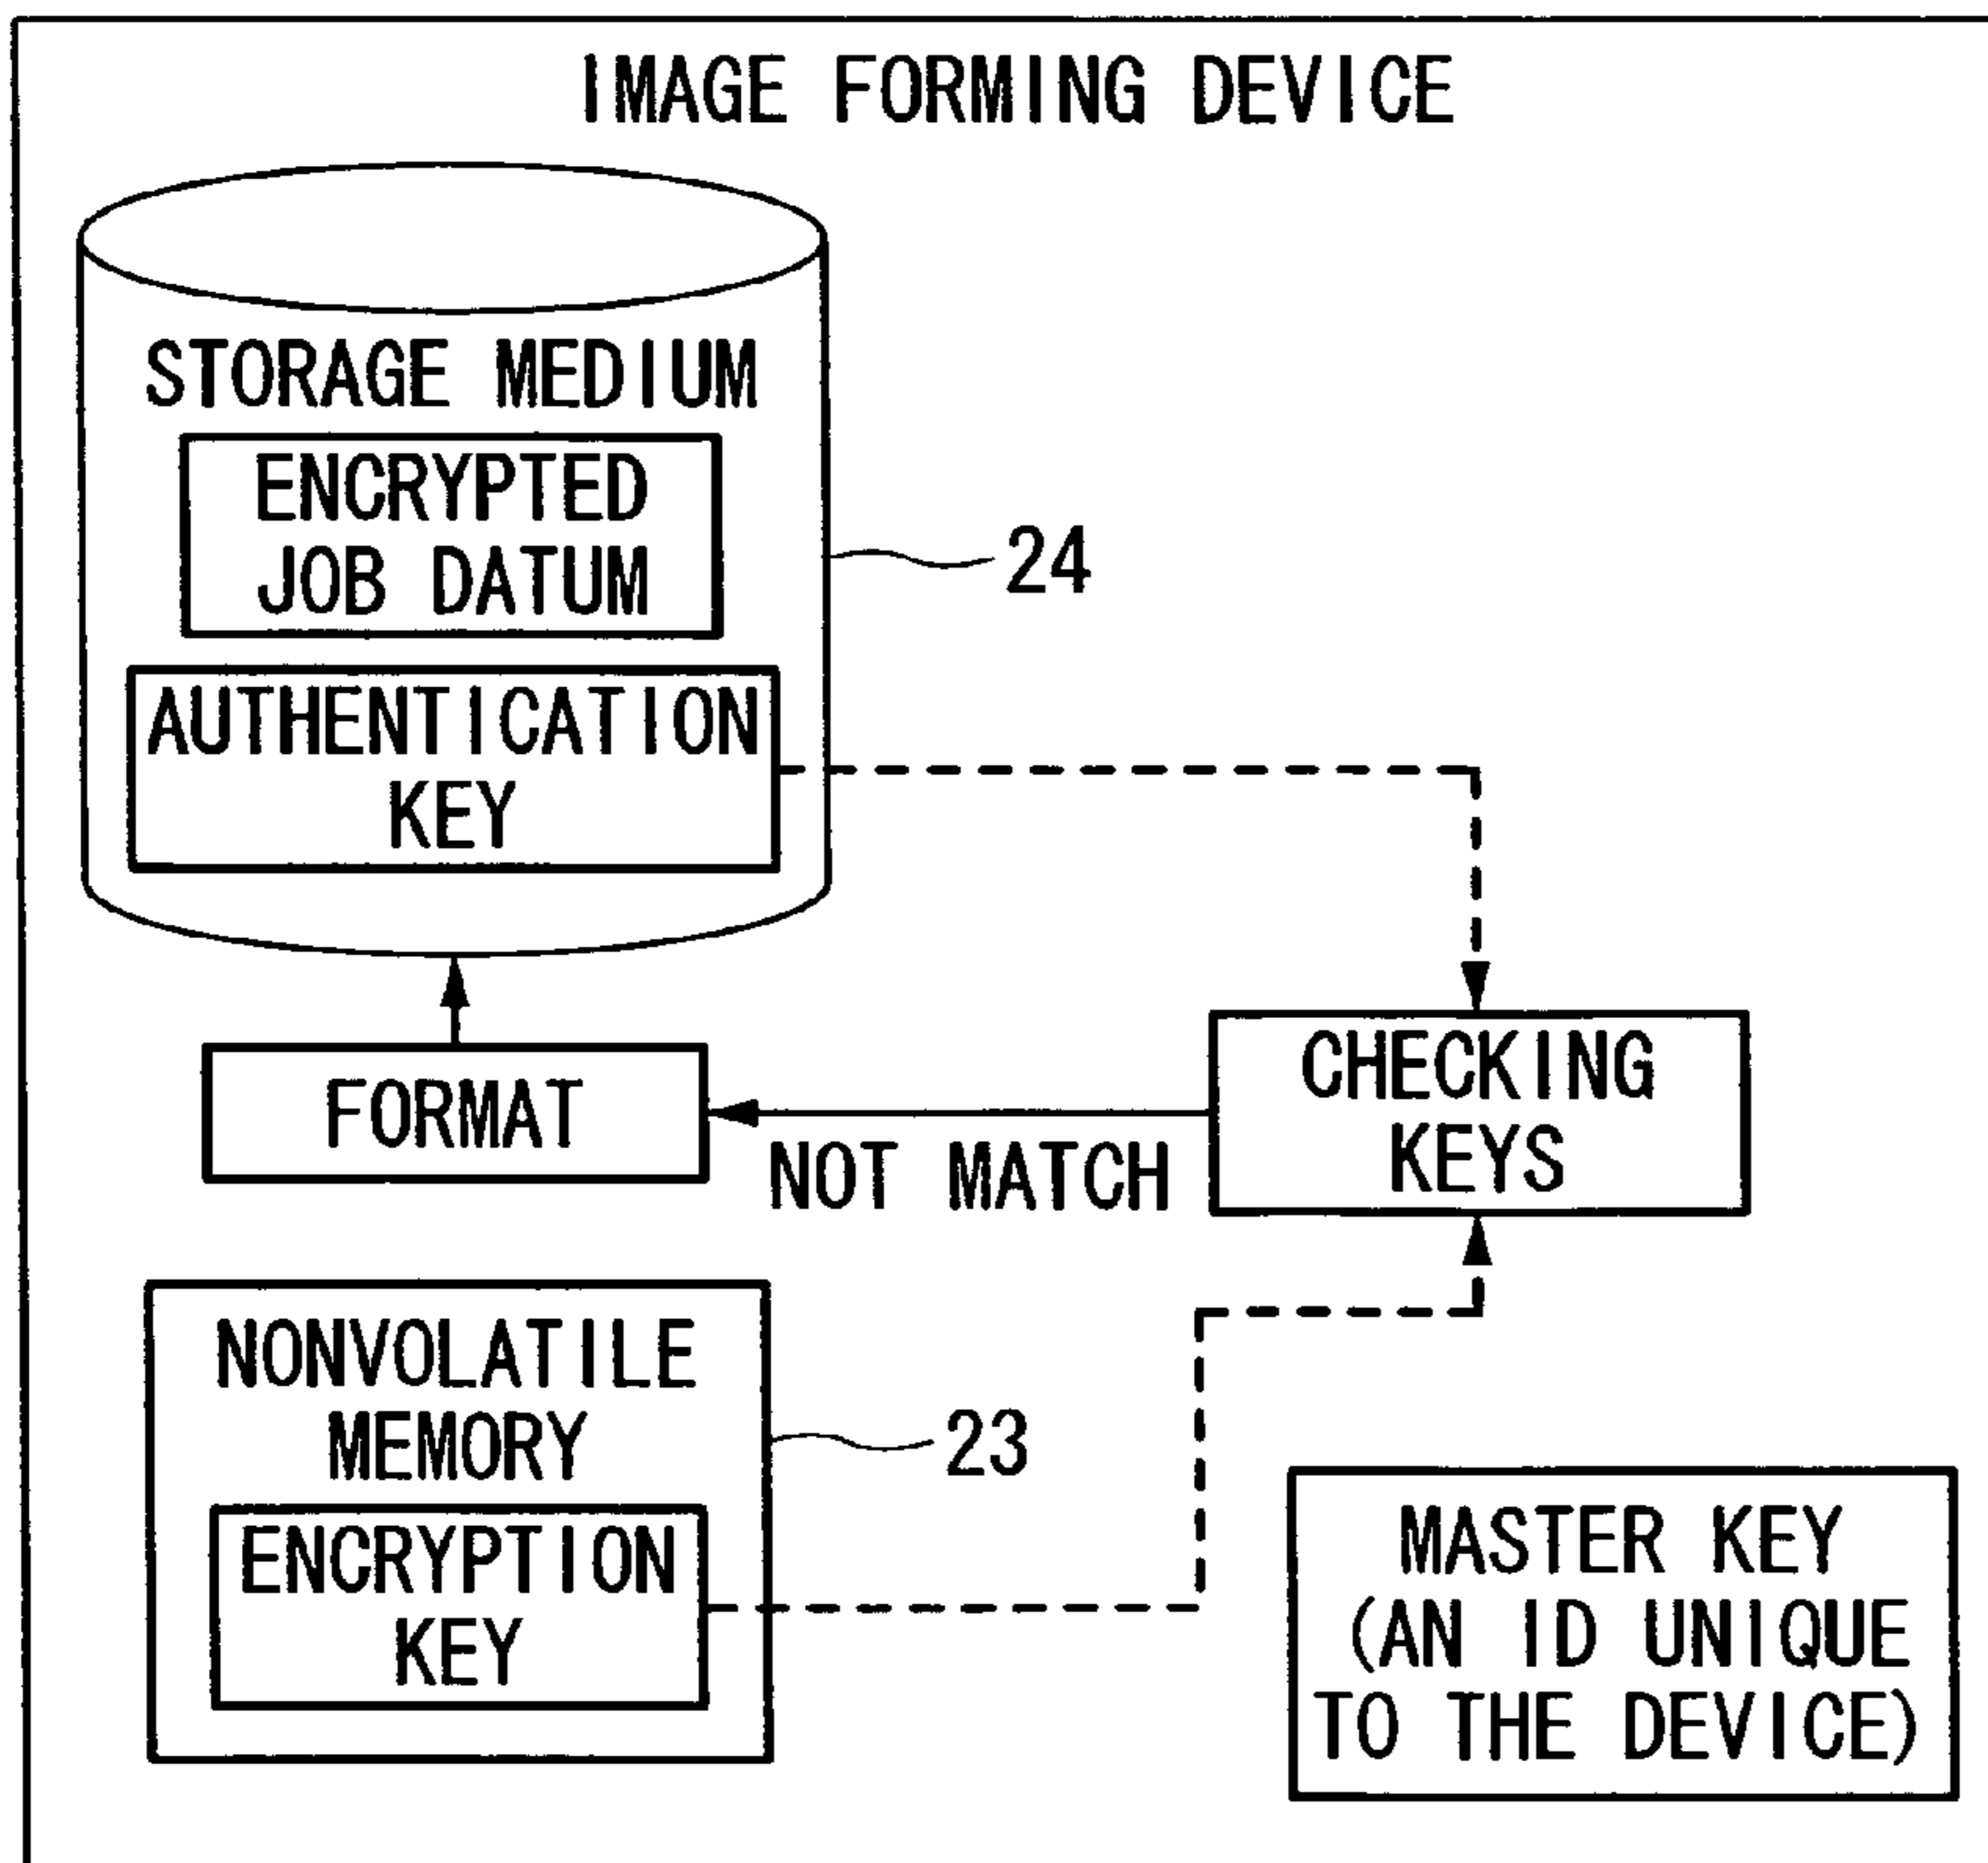 IMAGE FORMING DEVICE
STORAGE MEDIUM
ENCRYPTED
JOB DATUM
24
AUTHENTICATION
KEY
FORMAT
NOT MATCH
CHECKING
KEYS
NONVOLATILE
MEMORY
23
ENCRYPTION
KEY
MASTER KEY
(AN ID UNIQUE
TO THE DEVICE)